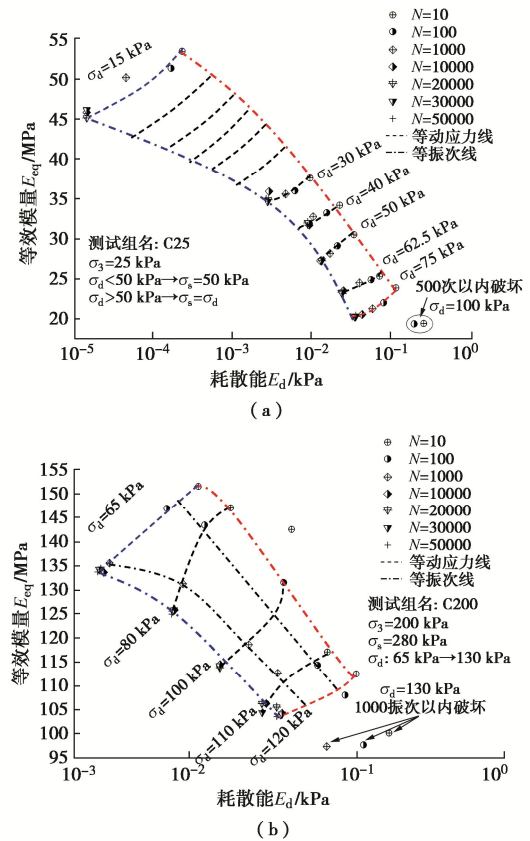 55
50
45
40
35
30
25
20
等效模量Eeq/MPa
σd=15 kPa
N=10
N=100
N=1000
N=10000
N=20000
N=30000
N=50000
等动应力线
等振次线
σd=30 kPa
σd=40 kPa
σd=50 kPa
σd=62.5 kPa
σd=75 kPa
500次以内破坏
σd=100 kPa
测试组名: C25
σ3=25 kPa
σd<50 kPa→σs=50 kPa
σd>50 kPa→σs=σd
10⁻⁵ 10⁻⁴ 10⁻³ 10⁻² 10⁻¹ 10⁰
耗散能Ed/kPa
(a)
155
150
145
140
135
130
125
120
115
110
105
100
95
等效模量Eeq/MPa
σd=65 kPa
N=10
N=100
N=1000
N=10000
N=20000
N=30000
N=50000
等动应力线
等振次线
测试组名: C200
σ3=200 kPa
σs=280 kPa
σd: 65 kPa→130 kPa
σd=130 kPa
1000振次以内破坏
σd=80 kPa
σd=100 kPa
σd=110 kPa
σd=120 kPa
10⁻³ 10⁻² 10⁻¹ 10⁰
耗散能Ed/kPa
(b)